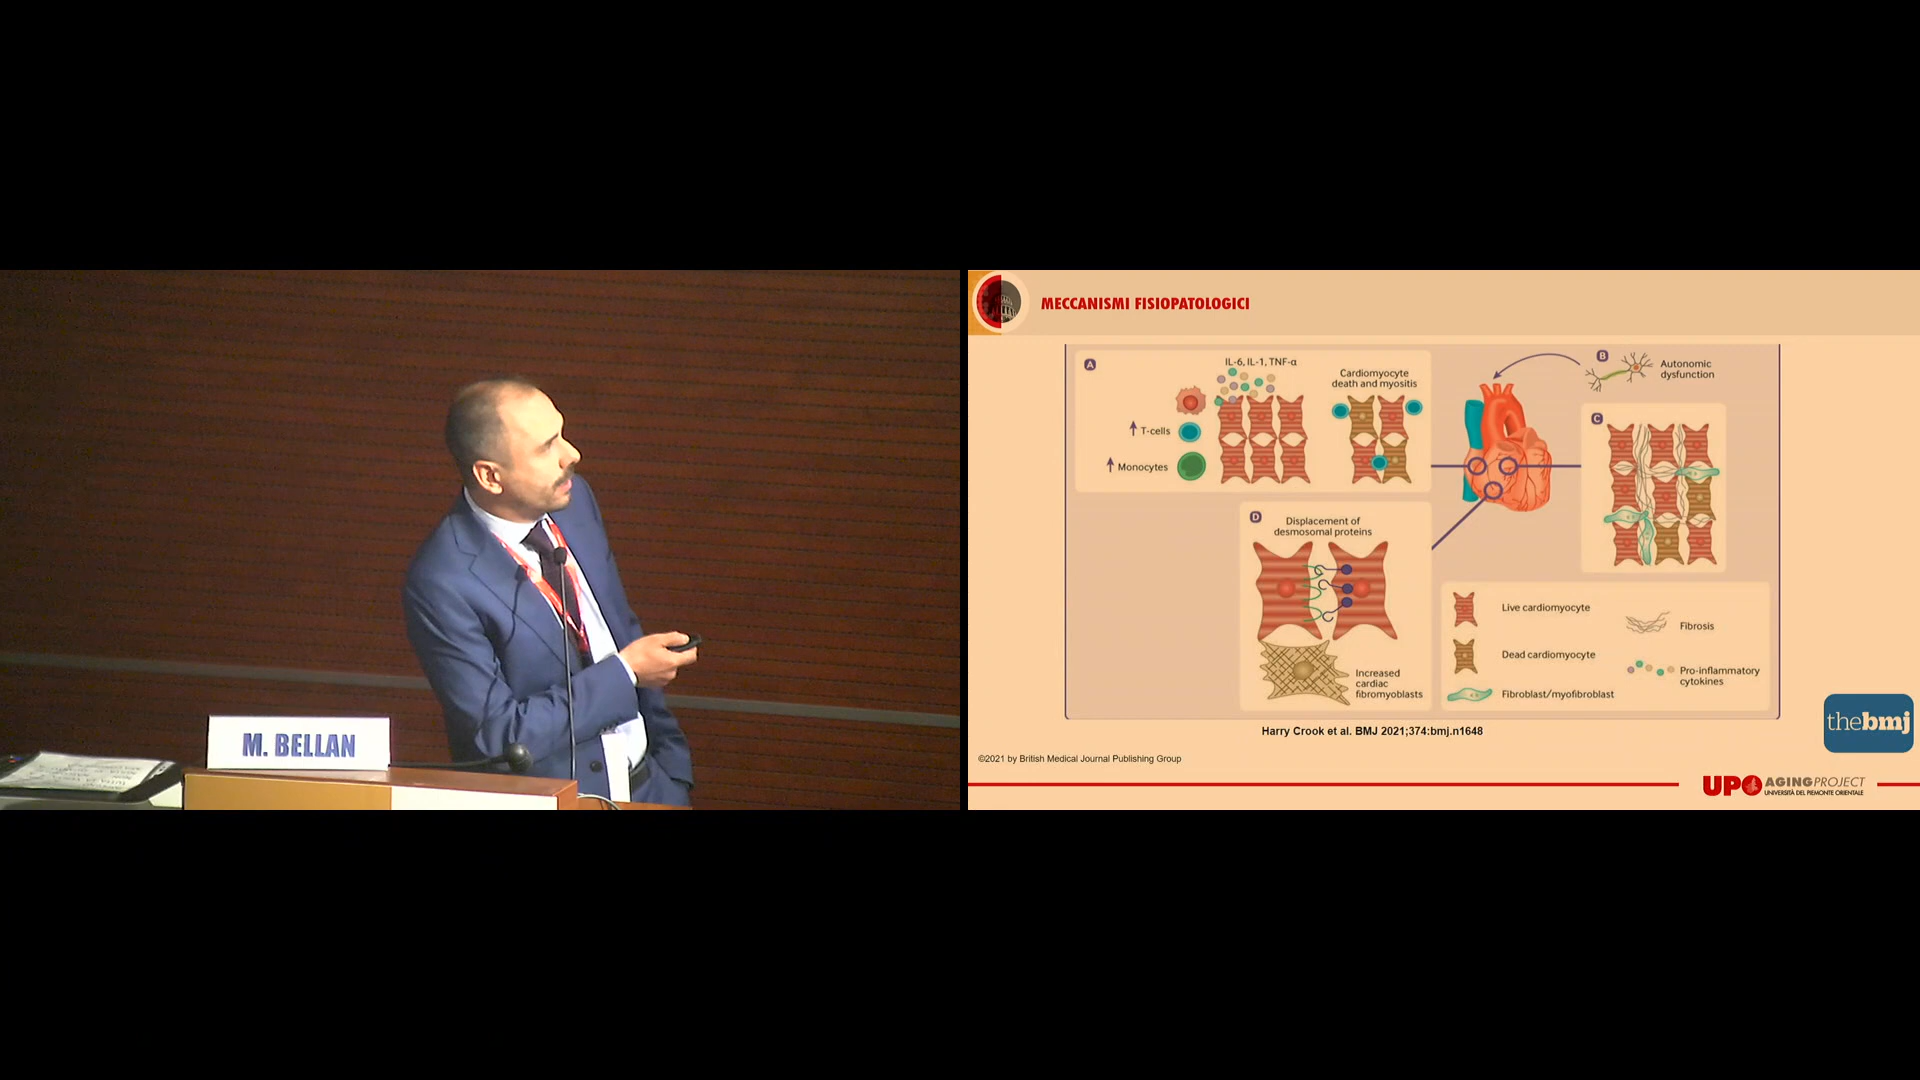 M. BELLAN
MECCANISMI FISIOPATOLOGICI
A
IL-6, IL-1, TNF-α
Cardiomyocyte
death and myositis
T-cells
Monocytes
B
Autonomic
dysfunction
C
D
Displacement of
desmosomal proteins
Increased
cardiac
fibromyoblasts
Live cardiomyocyte
Dead cardiomyocyte
Fibroblast/myofibroblast
Fibrosis
Pro-inflammatory
cytokines
Harry Crook et al. BMJ 2021;374:bmj.n1648
thebmj
©2021 by British Medical Journal Publishing Group
UPO AGINGPROJECT
UNIVERSITÀ DEL PIEMONTE ORIENTALE